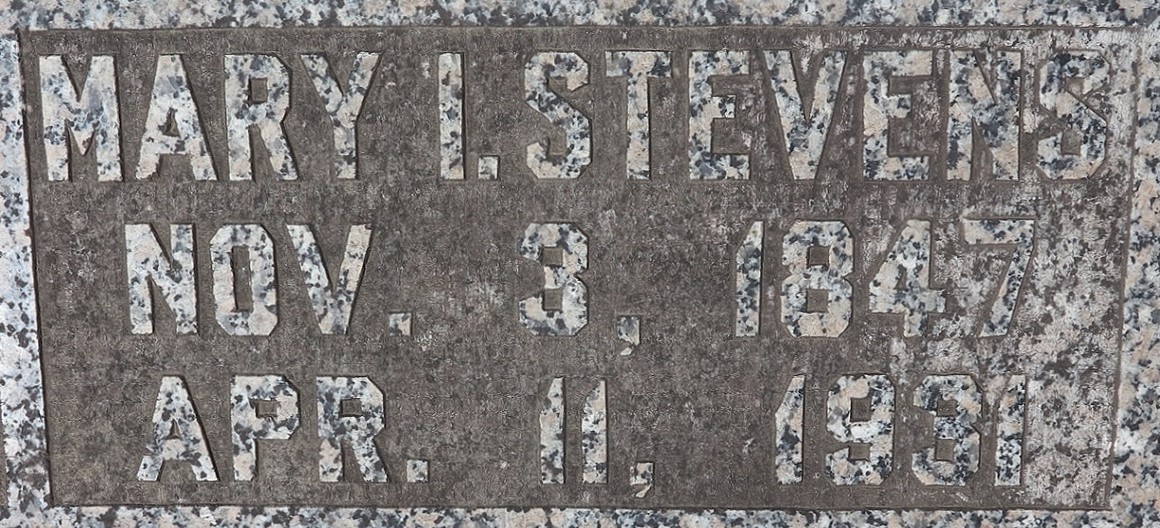 MARY I. STEVENS
NOV. 3, 1847
APR. 11, 1931